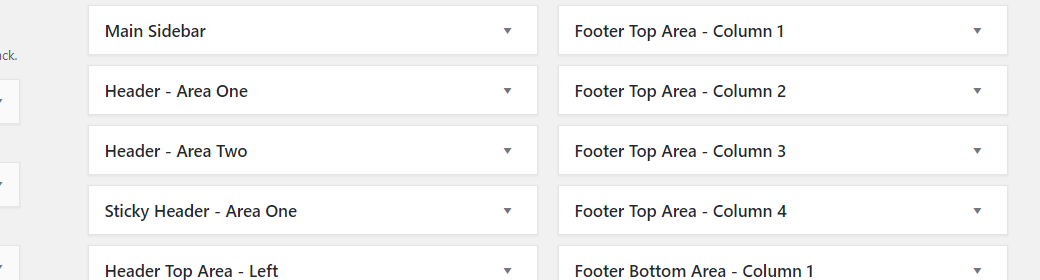 Main Sidebar
Header - Area One
Header - Area Two
Sticky Header - Area One
Header Top Area - Left
Footer Top Area - Column 1
Footer Top Area - Column 2
Footer Top Area - Column 3
Footer Top Area - Column 4
Footer Bottom Area - Column 1